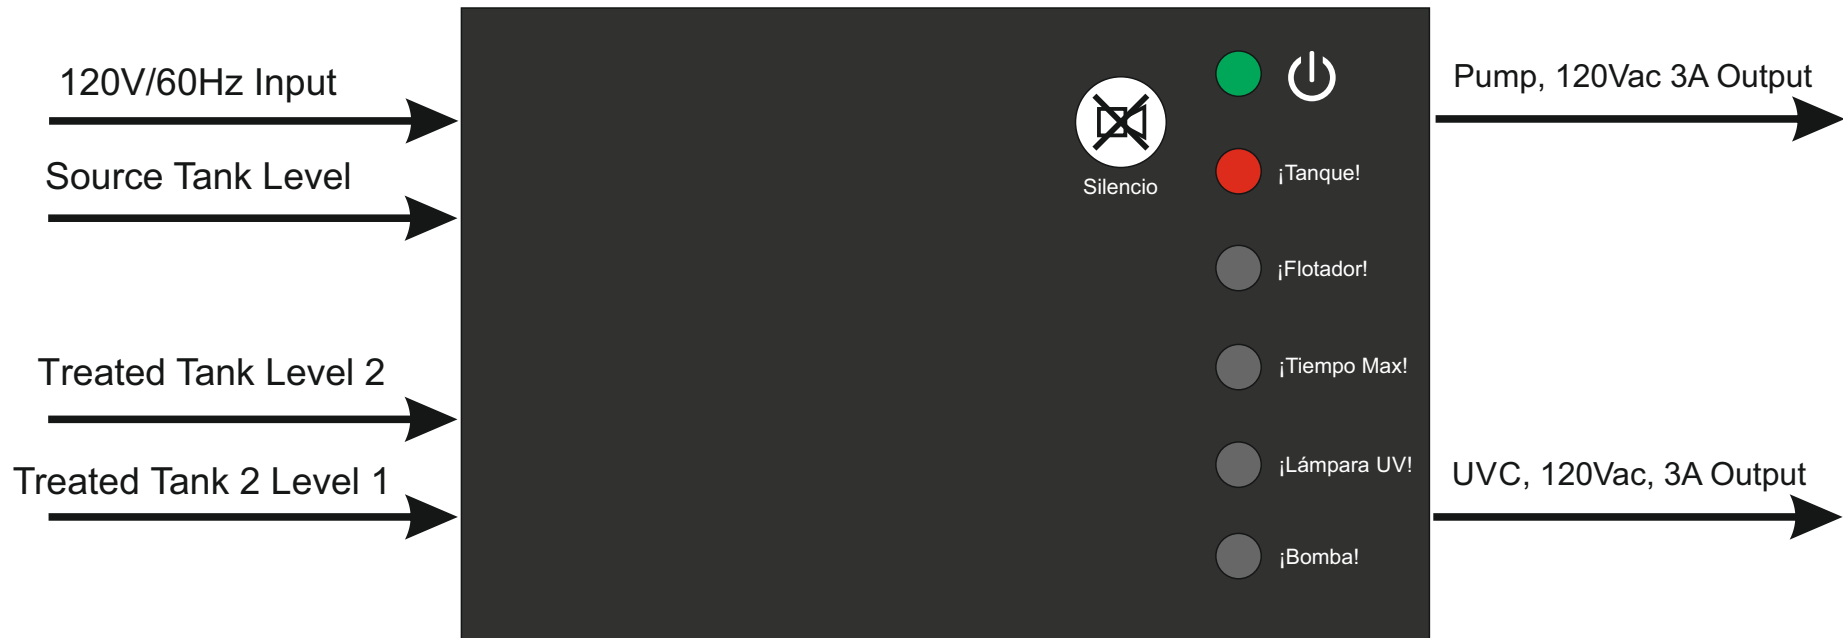 120V/60Hz Input
Source Tank Level
Treated Tank Level 2
Treated Tank 2 Level 1
Silencio
¡Tanque!
¡Flotador!
¡Tiempo Max!
¡Lámpara UV!
¡Bomba!
Pump, 120Vac 3A Output
UVC, 120Vac, 3A Output